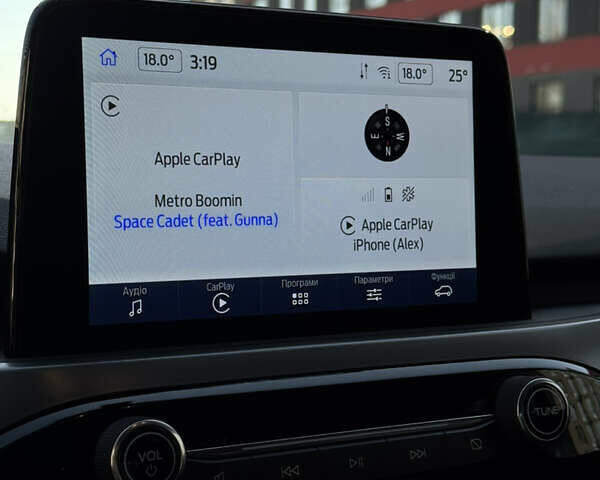 18.0° 3:19 18.0° 25°
Apple CarPlay
Metro Boomin
Space Cadet (feat. Gunna)
S
E W
N
Apple CarPlay
iPhone (Alex)
Аудіо CarPlay Програми Параметри Функції
VOL
TUNE